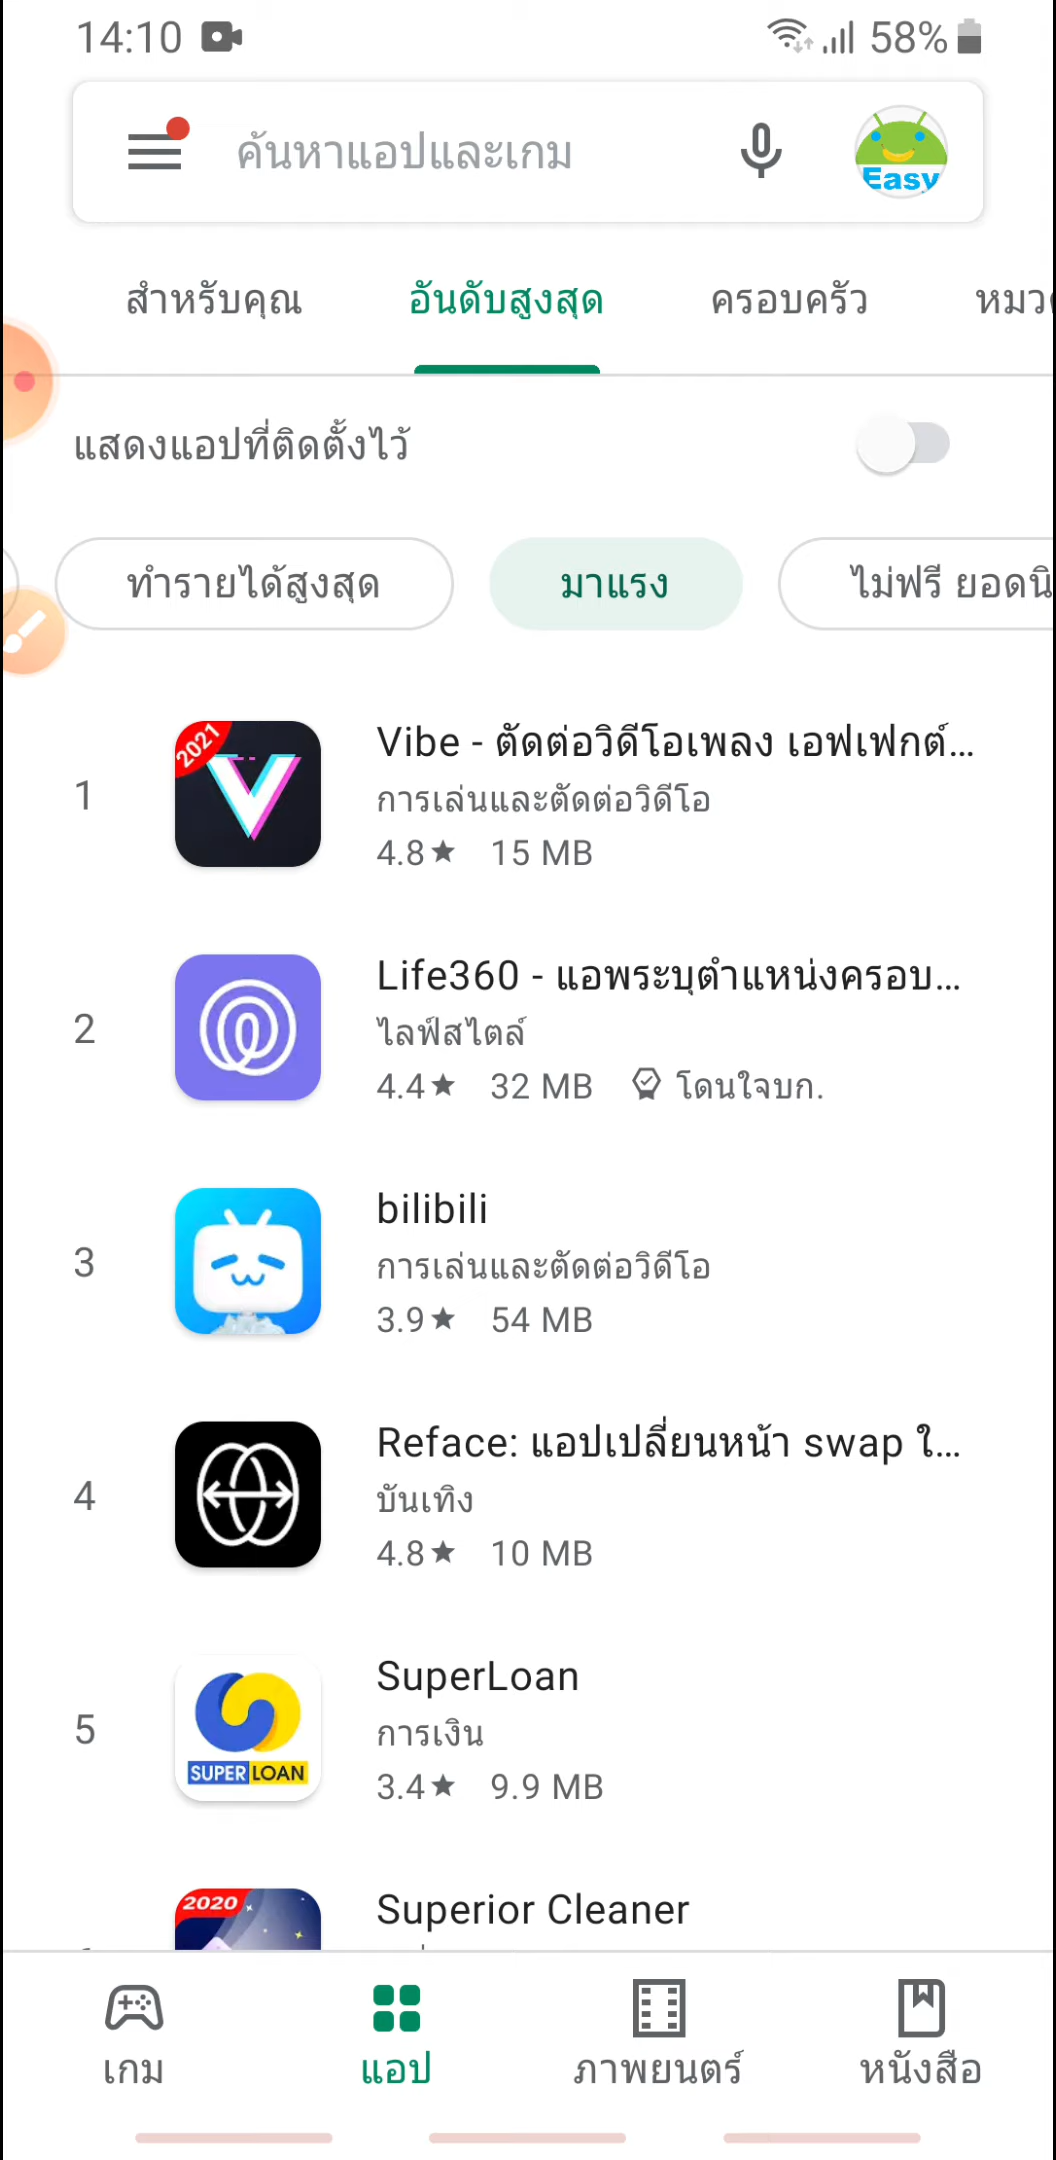 14:10
58%
ค้นหาแอปและเกม
Easy
สำหรับคุณ อันดับสูงสุด ครอบครัว
แสดงแอปที่ติดตั้งไว้
ทำรายได้สูงสุด มาแรง ไม่ฟรี
1
2021
Vibe - ตัดต่อวิดีโอเพลง เอฟเฟกต์...
การเล่นและตัดต่อวิดีโอ
4.8★ 15 MB
2
Life360 - แอพระบุตำแหน่งครอบ...
ไลฟ์สไตล์
4.4★ 32 MB โดนใจบก.
3
bilibili
การเล่นและตัดต่อวิดีโอ
3.9★ 54 MB
4
Reface: แอปเปลี่ยนหน้า swap ใ...
บันเทิง
4.8★ 10 MB
5
SUPER LOAN
SuperLoan
การเงิน
3.4★ 9.9 MB
2020
Superior Cleaner
เกม แอป ภาพยนตร์ หนังสือ